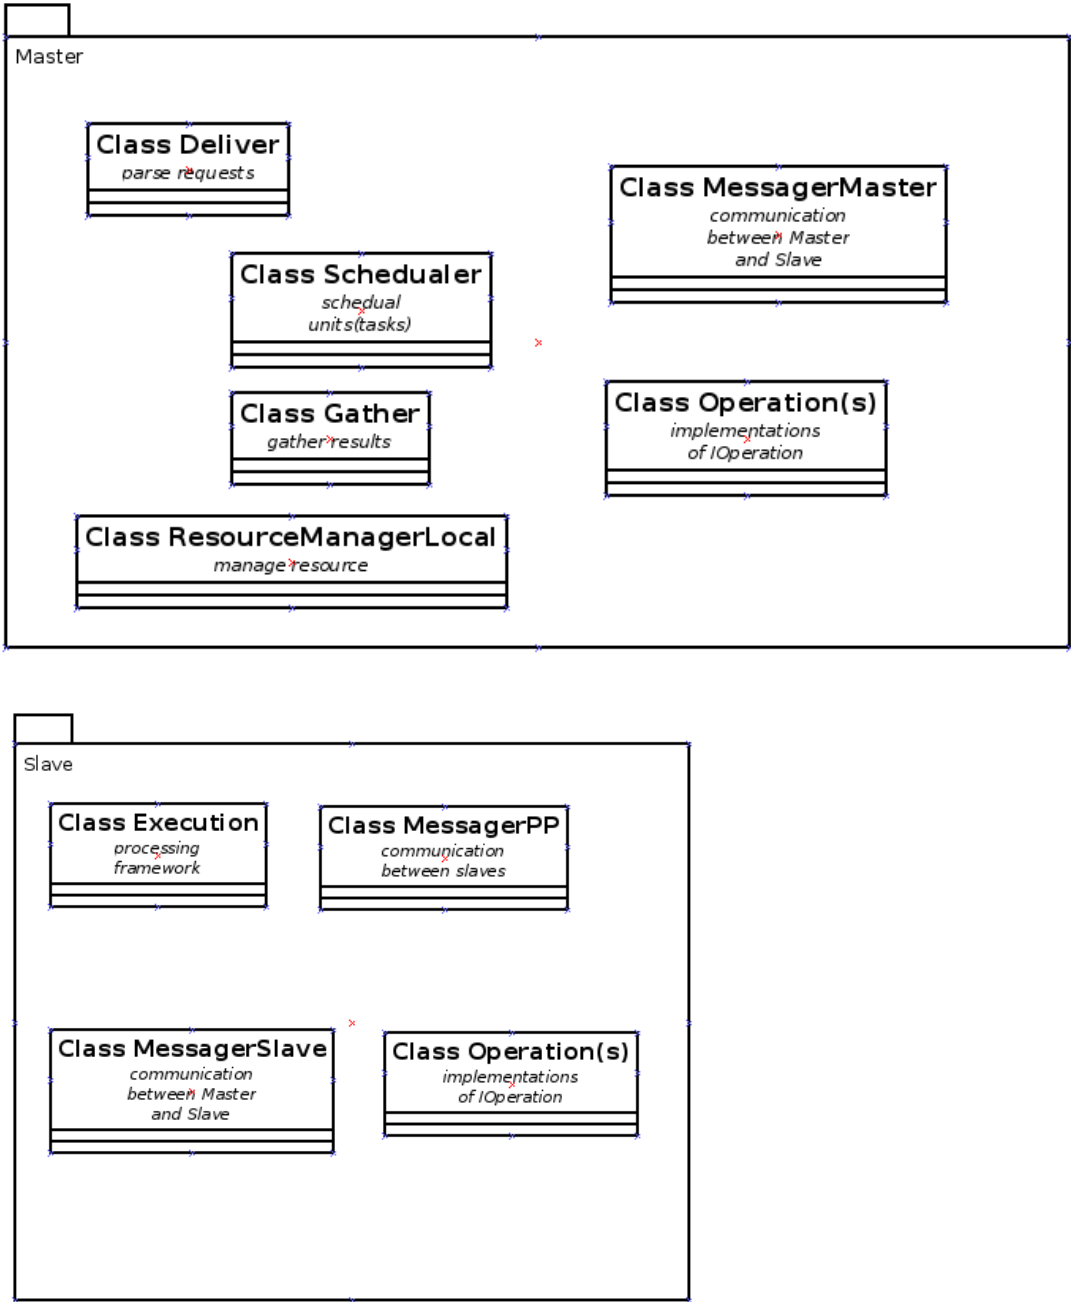 Master
Class Deliver
parse requests
Class MessagerMaster
communication
between Master
and Slave
Class Schedualer
schedual
units(tasks)
Class Gather
gather results
Class Operation(s)
implementations
of IOperation
Class ResourceManagerLocal
manage resource
Slave
Class Execution
processing
framework
Class MessagerPP
communication
between slaves
Class MessagerSlave
communication
between Master
and Slave
Class Operation(s)
implementations
of IOperation